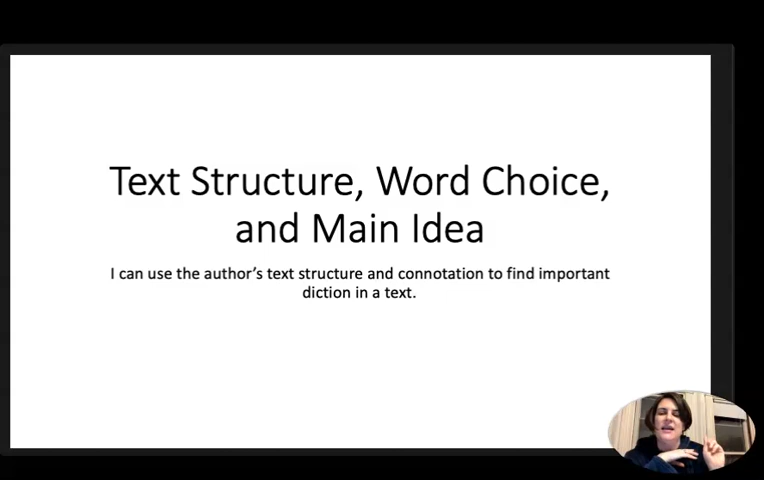 Text Structure, Word Choice,
and Main Idea
I can use the author's text structure and connotation to find important
diction in a text.